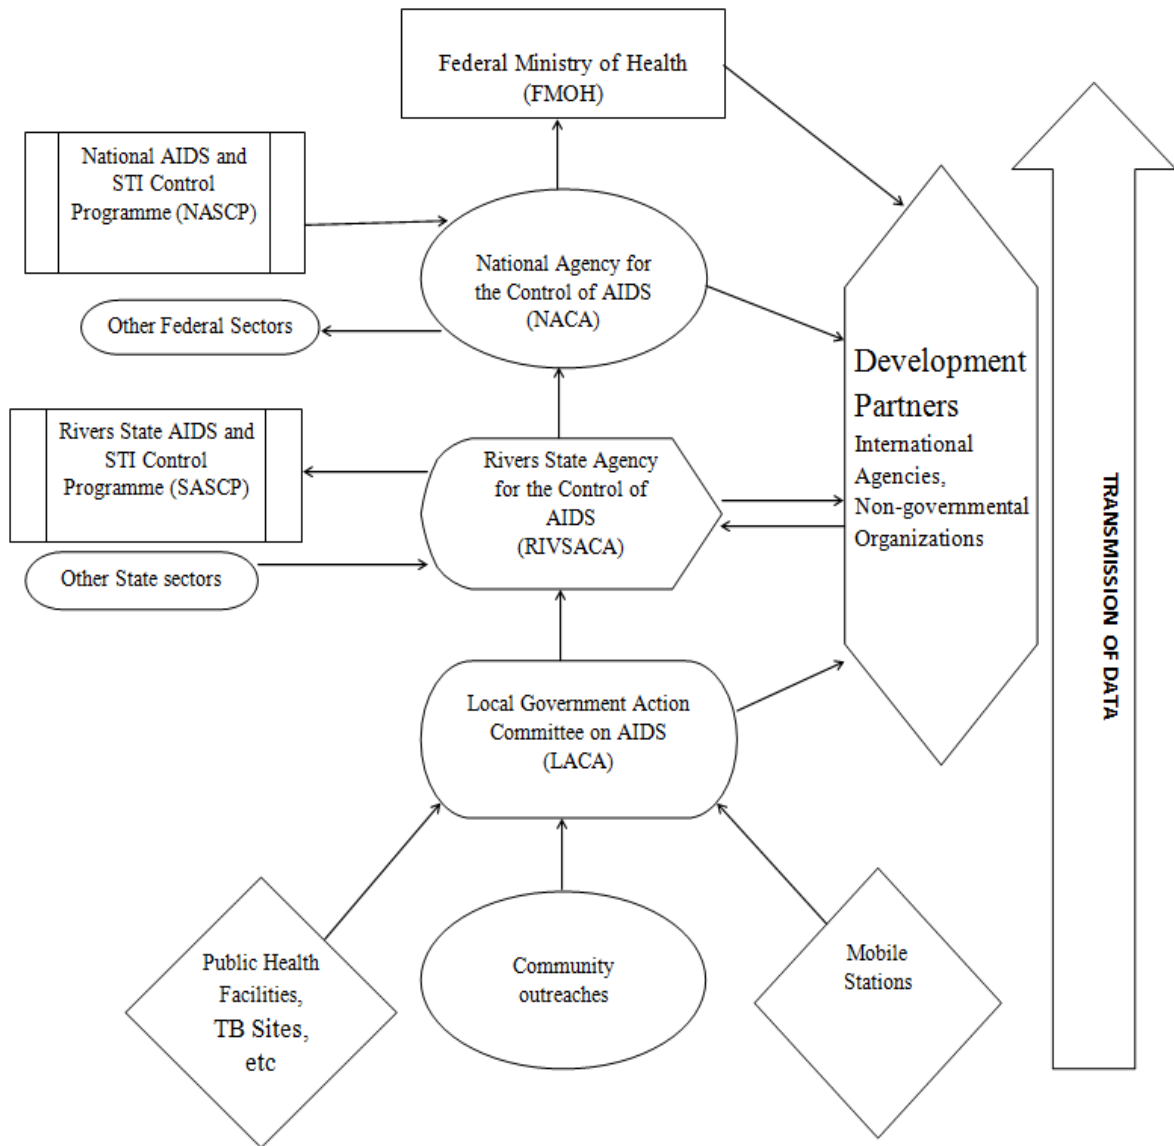 Federal Ministry of Health
(FMOH)
National AIDS and
STI Control
Programme (NASCP)
National Agency for
the Control of AIDS
(NACA)
Other Federal Sectors
Development
Partners
International
Agencies,
Non-governmental
Organizations
Rivers State AIDS and
STI Control
Programme (SASCP)
Rivers State Agency
for the Control of
AIDS
(RIVSACA)
Other State sectors
TRANSMISSION OF DATA
Local Government Action
Committee on AIDS
(LACA)
Public Health
Facilities,
TB Sites,
etc
Community
outreaches
Mobile
Stations